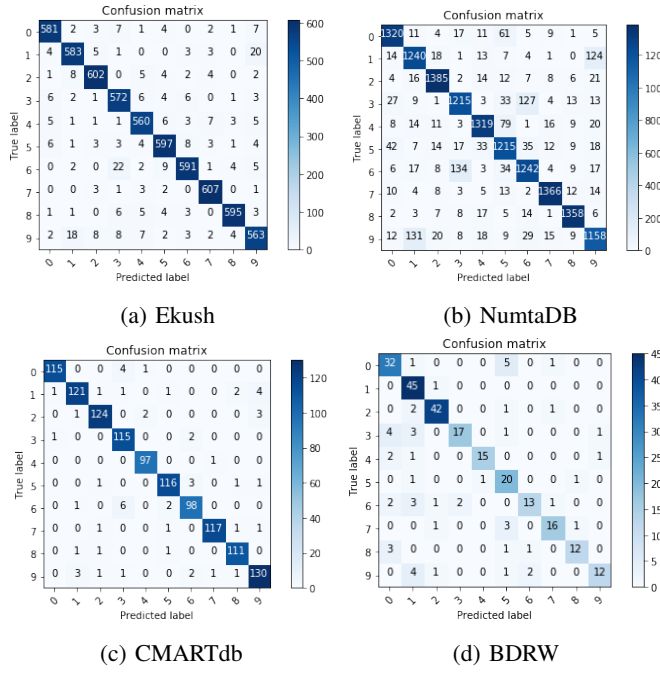 Confusion matrix
0 581 2 3 7 1 4 0 2 1 7
1 4 583 5 1 0 0 3 3 0 20
2 1 8 602 0 5 4 2 4 0 2
3 6 2 1 572 4 6 4 0 1 3
4 5 1 1 1 560 4 6 7 3 5
5 6 1 3 3 4 597 8 3 1 4
6 0 2 0 22 2 9 591 1 4 5
7 0 0 3 1 3 2 0 607 0 1
8 1 1 0 6 5 4 3 0 595 3
9 2 18 8 8 7 2 3 2 4 563
0 1 2 3 4 5 6 7 8 9
True label
Predicted label
600
500
400
300
200
100
0
(a) Ekush
Confusion matrix
0 1320 11 4 17 11 61 5 9 1 5
1 14 1240 18 1 13 7 4 1 0 124
2 4 16 1385 2 14 12 7 8 6 21
3 27 9 1 1215 3 33 127 4 13 13
4 8 14 11 3 1319 79 1 16 9 20
5 42 7 14 17 33 1215 35 12 9 18
6 6 17 8 134 3 34 1242 4 9 17
7 10 4 8 3 5 13 2 1366 12 14
8 2 3 7 8 17 5 14 1 1358 6
9 12 131 20 8 18 9 29 15 9 1158
0 1 2 3 4 5 6 7 8 9
True label
Predicted label
1200
1000
800
600
400
200
0
(b) NumtaDB
Confusion matrix
0 115 0 0 4 1 0 0 0 0 0
1 1 121 1 1 0 1 0 0 2 4
2 0 1 124 0 2 0 0 0 0 3
3 1 0 0 115 0 0 2 0 0 0
4 0 0 0 0 97 0 0 1 0 0
5 0 0 1 0 0 116 3 0 1 0
6 0 1 0 6 0 2 98 0 0 0
7 0 0 1 0 0 0 0 117 1 1
8 0 1 1 0 0 0 0 0 111 0
9 0 3 1 1 0 0 2 1 1 130
0 1 2 3 4 5 6 7 8 9
True label
Predicted label
120
100
80
60
40
20
0
(c) CMARTdb
Confusion matrix
0 32 1 0 0 0 5 0 1 0 0
1 0 45 1 0 0 0 0 0 0 0
2 0 2 42 0 0 1 0 1 0 0
3 4 3 0 17 0 1 0 0 0 1
4 2 1 0 0 15 0 0 0 0 1
5 0 1 0 0 1 20 0 0 1 0
6 2 3 1 2 0 0 13 1 0 0
7 0 0 1 0 0 3 0 16 1 0
8 3 0 0 0 0 1 1 0 12 0
9 0 4 1 0 0 1 2 0 0 12
0 1 2 3 4 5 6 7 8 9
True label
Predicted label
45
40
35
30
25
20
15
10
5
0
(d) BDRW